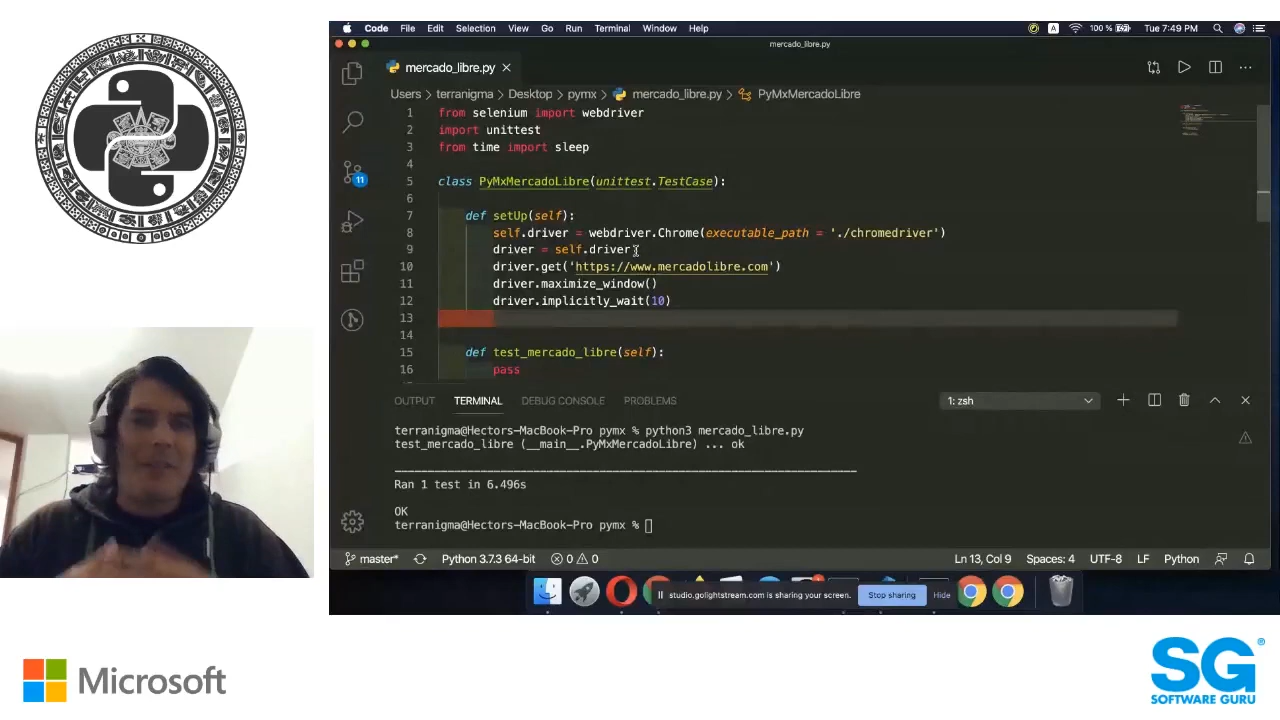 Code File Edit Selection View Go Run Terminal Window Help
A 100 % Tue 7:49 PM
mercado_libre.py
mercado_libre.py
Users > terranigma > Desktop > pymx > mercado_libre.py > PyMxMercadoLibre
1 from selenium import webdriver
2 import unittest
3 from time import sleep
4
5 class PyMxMercadoLibre(unittest.TestCase):
6
7 def setUp(self):
8 self.driver = webdriver.Chrome(executable_path = './chromedriver')
9 driver = self.driver
10 driver.get('https://www.mercadolibre.com')
11 driver.maximize_window()
12 driver.implicitly_wait(10)
13
14
15 def test_mercado_libre(self):
16 pass
11
OUTPUT TERMINAL DEBUG CONSOLE PROBLEMS 1: zsh
terranigma@Hectors-MacBook-Pro pymx % python3 mercado_libre.py
test_mercado_libre (__main__.PyMxMercadoLibre) ... ok
----------------------------------------------------------------------
Ran 1 test in 6.496s
OK
terranigma@Hectors-MacBook-Pro pymx %
master* Python 3.7.3 64-bit 0 0 Ln 13, Col 9 Spaces: 4 UTF-8 LF Python
studio.golightstream.com is sharing your screen. Stop sharing Hide
Microsoft
SG
SOFTWARE GURU